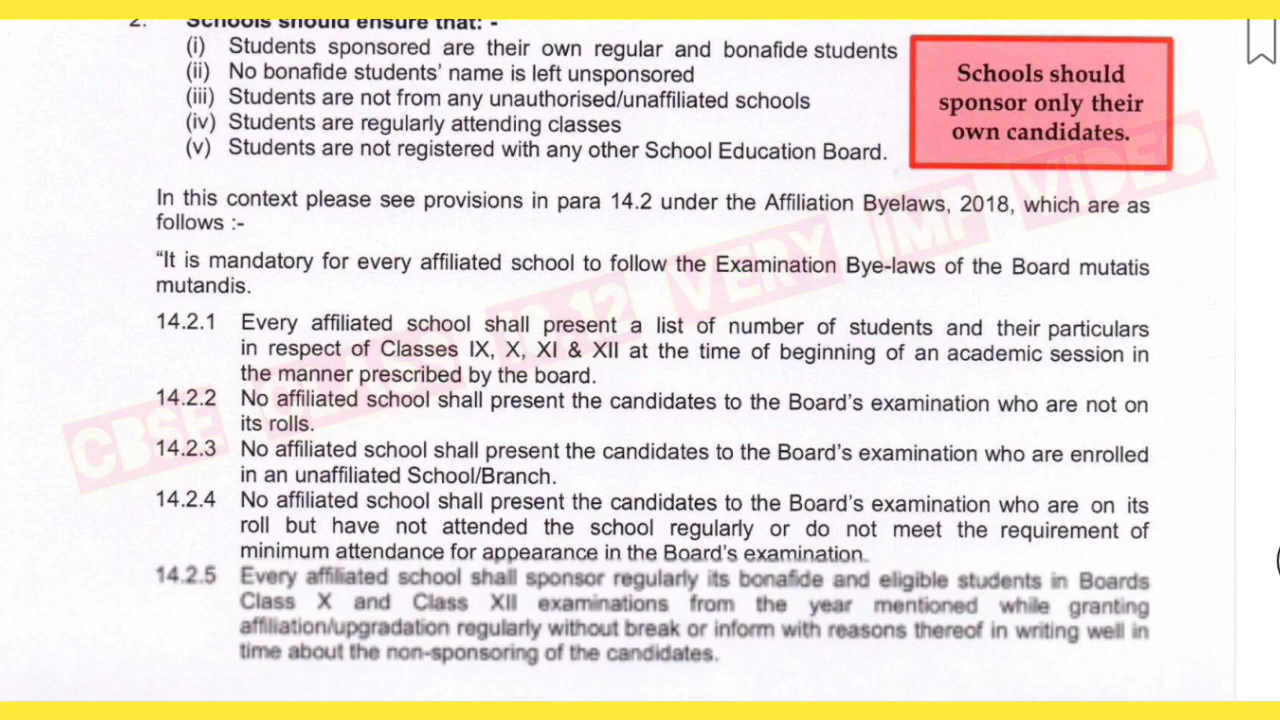 2. Schools should ensure that: -
(i) Students sponsored are their own regular and bonafide students
(ii) No bonafide students' name is left unsponsored
(iii) Students are not from any unauthorised/unaffiliated schools
(iv) Students are regularly attending classes
(v) Students are not registered with any other School Education Board.
Schools should
sponsor only their
own candidates.
In this context please see provisions in para 14.2 under the Affiliation Byelaws, 2018, which are as
follows :-
“It is mandatory for every affiliated school to follow the Examination Bye-laws of the Board mutatis
mutandis.
14.2.1 Every affiliated school shall present a list of number of students and their particulars
in respect of Classes IX, X, XI & XII at the time of beginning of an academic session in
the manner prescribed by the board.
14.2.2 No affiliated school shall present the candidates to the Board's examination who are not on
its rolls.
14.2.3 No affiliated school shall present the candidates to the Board's examination who are enrolled
in an unaffiliated School/Branch.
14.2.4 No affiliated school shall present the candidates to the Board's examination who are on its
roll but have not attended the school regularly or do not meet the requirement of
minimum attendance for appearance in the Board's examination.
14.2.5 Every affiliated school shall sponsor regularly its bonafide and eligible students in Boards
Class X and Class XII examinations from the year mentioned while granting
affiliation/upgradation regularly without break or inform with reasons thereof in writing well in
time about the non-sponsoring of the candidates.
CBSE CLASS 10,12 VERY IMP VIDEO